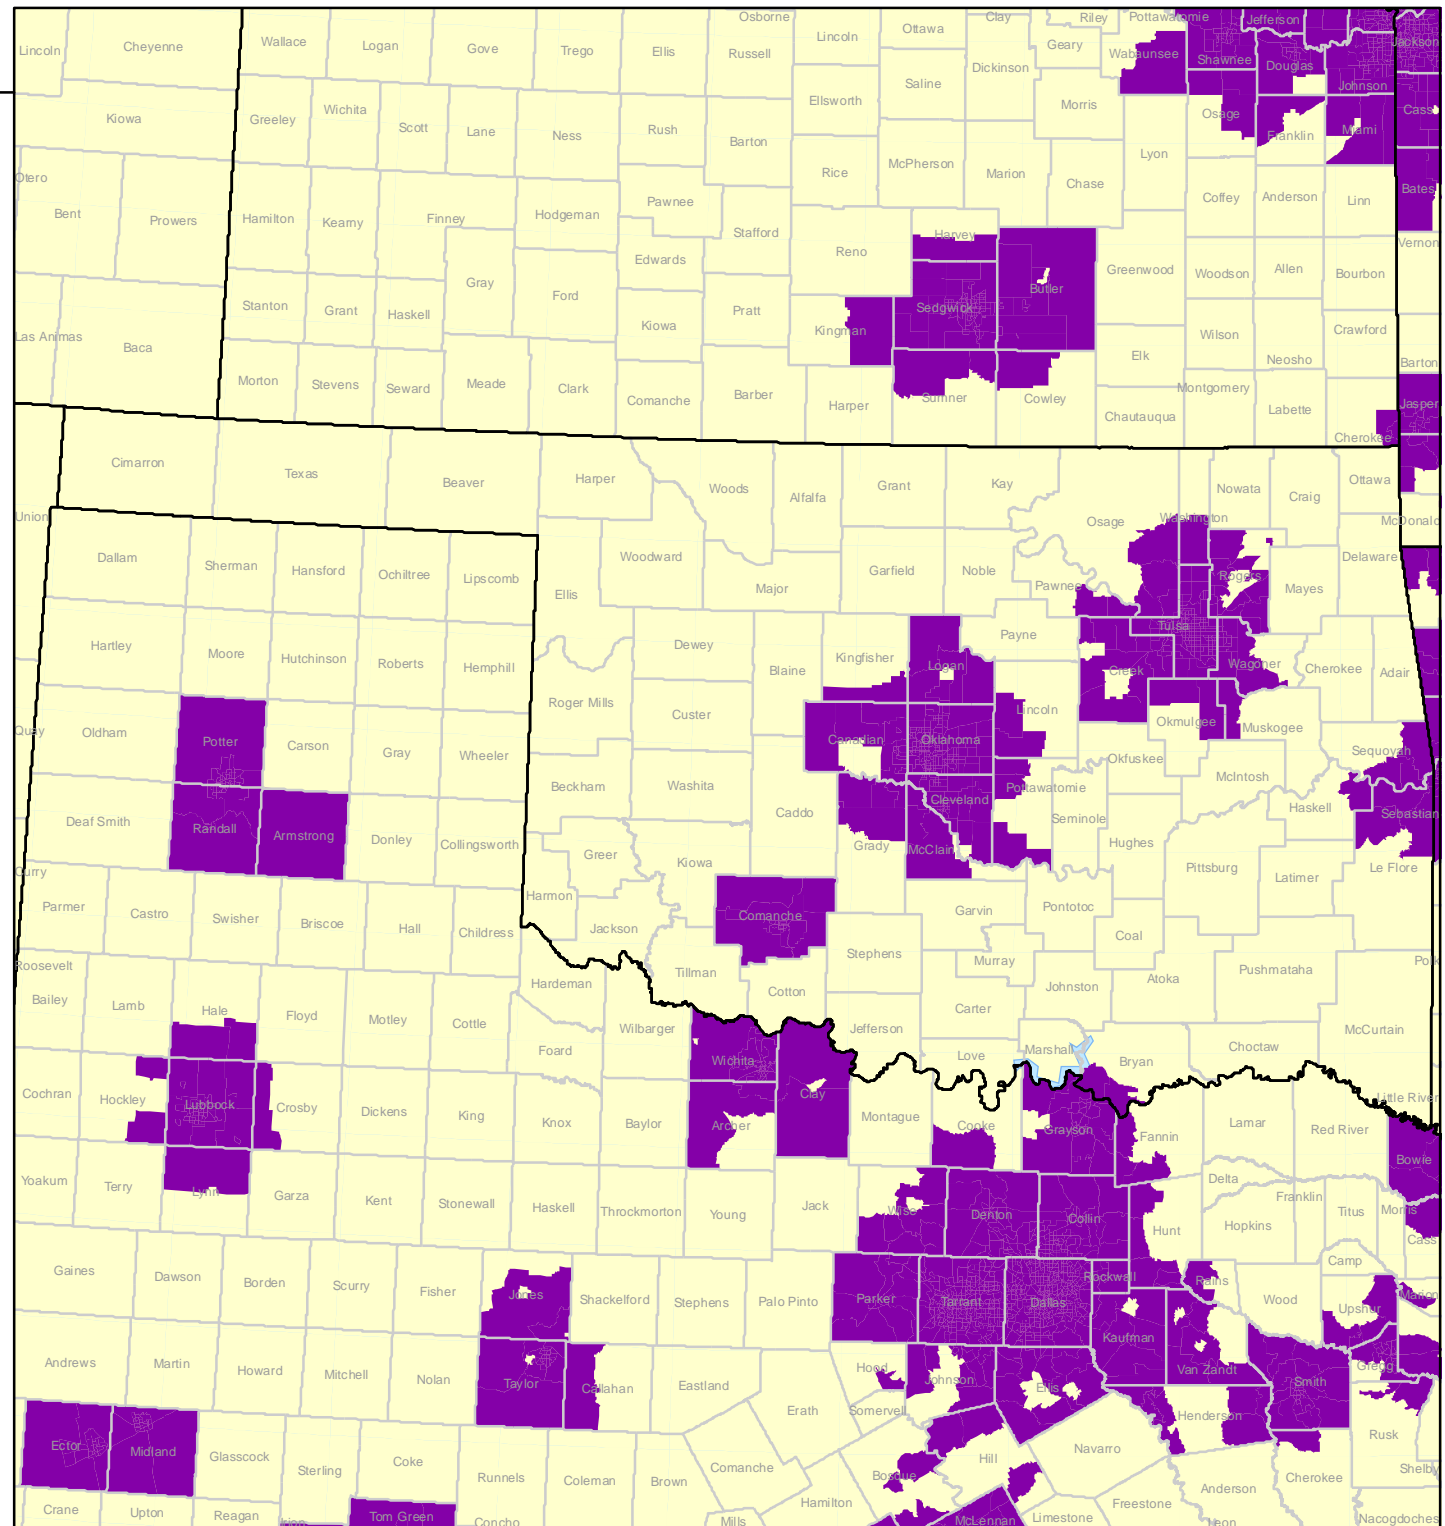 Osborne
Clay
Riley
Pottawatomie
Jefferson
Lincoln
Cheyenne
Wallace
Logan
Gove
Trego
Ellis
Russell
Lincoln
Ottawa
Geary
Wabaunsee
Shawnee
Douglas
Jackson
Dickinson
Saline
Johnson
Kiowa
Greeley
Wichita
Scott
Lane
Ness
Rush
Barton
Ellsworth
Morris
Osage
Franklin
Miami
Cass
Rice
McPherson
Marion
Chase
Lyon
Otero
Bent
Prowers
Hamilton
Kearny
Finney
Hodgeman
Pawnee
Stafford
Reno
Harvey
Coffey
Anderson
Linn
Bates
Vernon
Edwards
Gray
Ford
Sedgwick
Butler
Greenwood
Woodson
Allen
Bourbon
Stanton
Grant
Haskell
Kiowa
Pratt
Kingman
Wilson
Crawford
Las Animas
Baca
Elk
Neosho
Barton
Morton
Stevens
Seward
Meade
Clark
Comanche
Barber
Harper
Sumner
Cowley
Chautauqua
Montgomery
Labette
Cherokee
Jasper
Cimarron
Texas
Beaver
Harper
Woods
Alfalfa
Grant
Kay
Osage
Washington
Nowata
Craig
Ottawa
McDonald
Union
Dallam
Sherman
Hansford
Ochiltree
Lipscomb
Ellis
Woodward
Major
Garfield
Noble
Pawnee
Rogers
Mayes
Delaware
Hartley
Moore
Hutchinson
Roberts
Hemphill
Dewey
Blaine
Kingfisher
Logan
Payne
Tulsa
Creek
Wagoner
Cherokee
Adair
Roger Mills
Custer
Lincoln
Quay
Oldham
Potter
Carson
Gray
Wheeler
Canadian
Oklahoma
Okmulgee
Muskogee
Okfuskee
Sequoyah
Beckham
Washita
Caddo
Cleveland
Pottawatomie
McIntosh
Haskell
Sebastian
Deaf Smith
Randall
Armstrong
Donley
Collingsworth
Greer
Kiowa
Grady
McClain
Seminole
Hughes
Pittsburg
Latimer
Le Flore
Curry
Parmer
Castro
Swisher
Briscoe
Hall
Childress
Harmon
Jackson
Comanche
Garvin
Pontotoc
Coal
Stephens
Murray
Roosevelt
Bailey
Lamb
Hale
Floyd
Motley
Cottle
Hardeman
Tillman
Cotton
Carter
Johnston
Atoka
Pushmataha
Polk
Foard
Wilbarger
Wichita
Jefferson
Love
Marshall
Bryan
Choctaw
McCurtain
Cochran
Hockley
Lubbock
Crosby
Dickens
King
Knox
Baylor
Archer
Clay
Montague
Cooke
Grayson
Fannin
Lamar
Red River
Little River
Bowie
Yoakum
Terry
Lynn
Garza
Kent
Stonewall
Haskell
Throckmorton
Young
Jack
Wise
Denton
Collin
Hunt
Delta
Hopkins
Franklin
Titus
Morris
Cass
Camp
Gaines
Dawson
Borden
Scurry
Fisher
Jones
Shackelford
Stephens
Palo Pinto
Parker
Tarrant
Dallas
Rockwall
Rains
Wood
Upshur
Marion
Kaufman
Van Zandt
Andrews
Martin
Howard
Mitchell
Nolan
Taylor
Callahan
Eastland
Hood
Johnson
Ellis
Smith
Gregg
Erath
Somervell
Henderson
Rusk
Ector
Midland
Glasscock
Sterling
Coke
Runnels
Coleman
Brown
Comanche
Bosque
Hill
Navarro
Anderson
Cherokee
Shelby
Crane
Upton
Reagan
Irion
Tom Green
Concho
Mills
Hamilton
McLennan
Limestone
Freestone
Leon
Nacogdoches